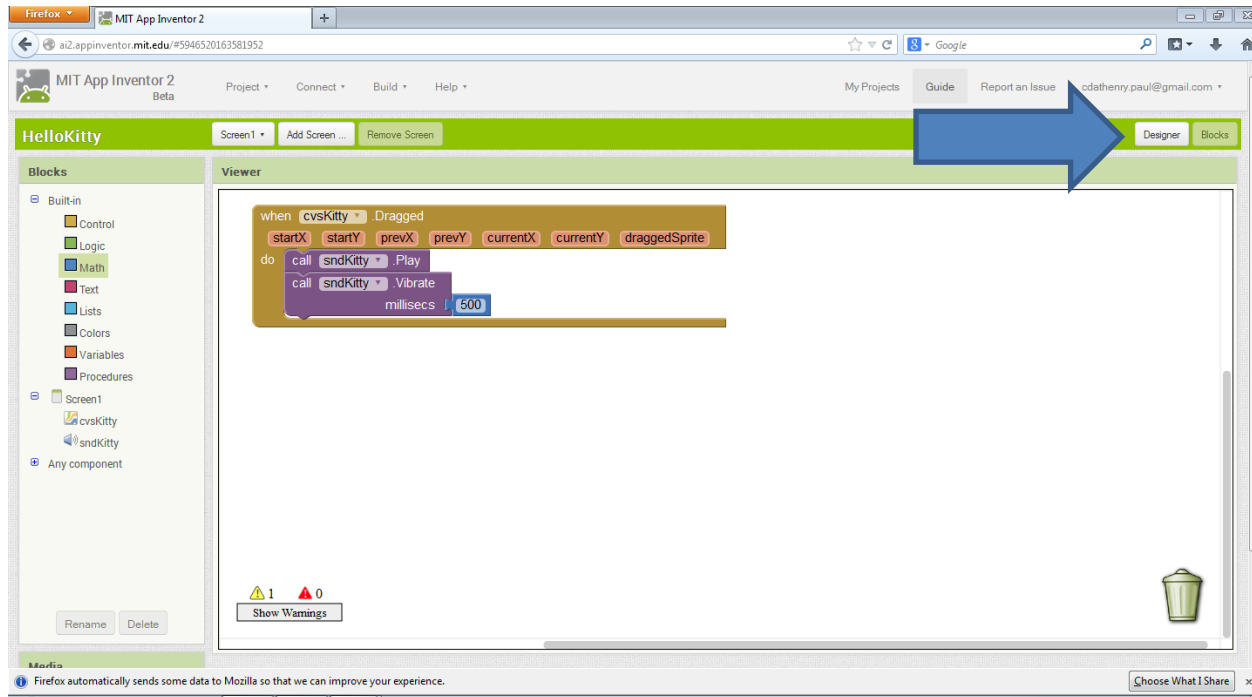 Firefox
MIT App Inventor 2
ai2.appinventor.mit.edu/#5946520163581952
Google
MIT App Inventor 2
Beta
Project Connect Build Help
My Projects Guide Report an Issue cdathenry.paul@gmail.com
HelloKitty
Screen1 Add Screen ... Remove Screen
Designer Blocks
Blocks
Viewer
Built-in
Control
Logic
Math
Text
Lists
Colors
Variables
Procedures
Screen1
cvsKitty
sndKitty
Any component
Rename Delete
when cvsKitty .Dragged
startX startY prevX prevY currentX currentY draggedSprite
do call sndKitty .Play
call sndKitty .Vibrate
millisecs 500
1 0
Show Warnings
Media
Firefox automatically sends some data to Mozilla so that we can improve your experience.
Choose What I Share